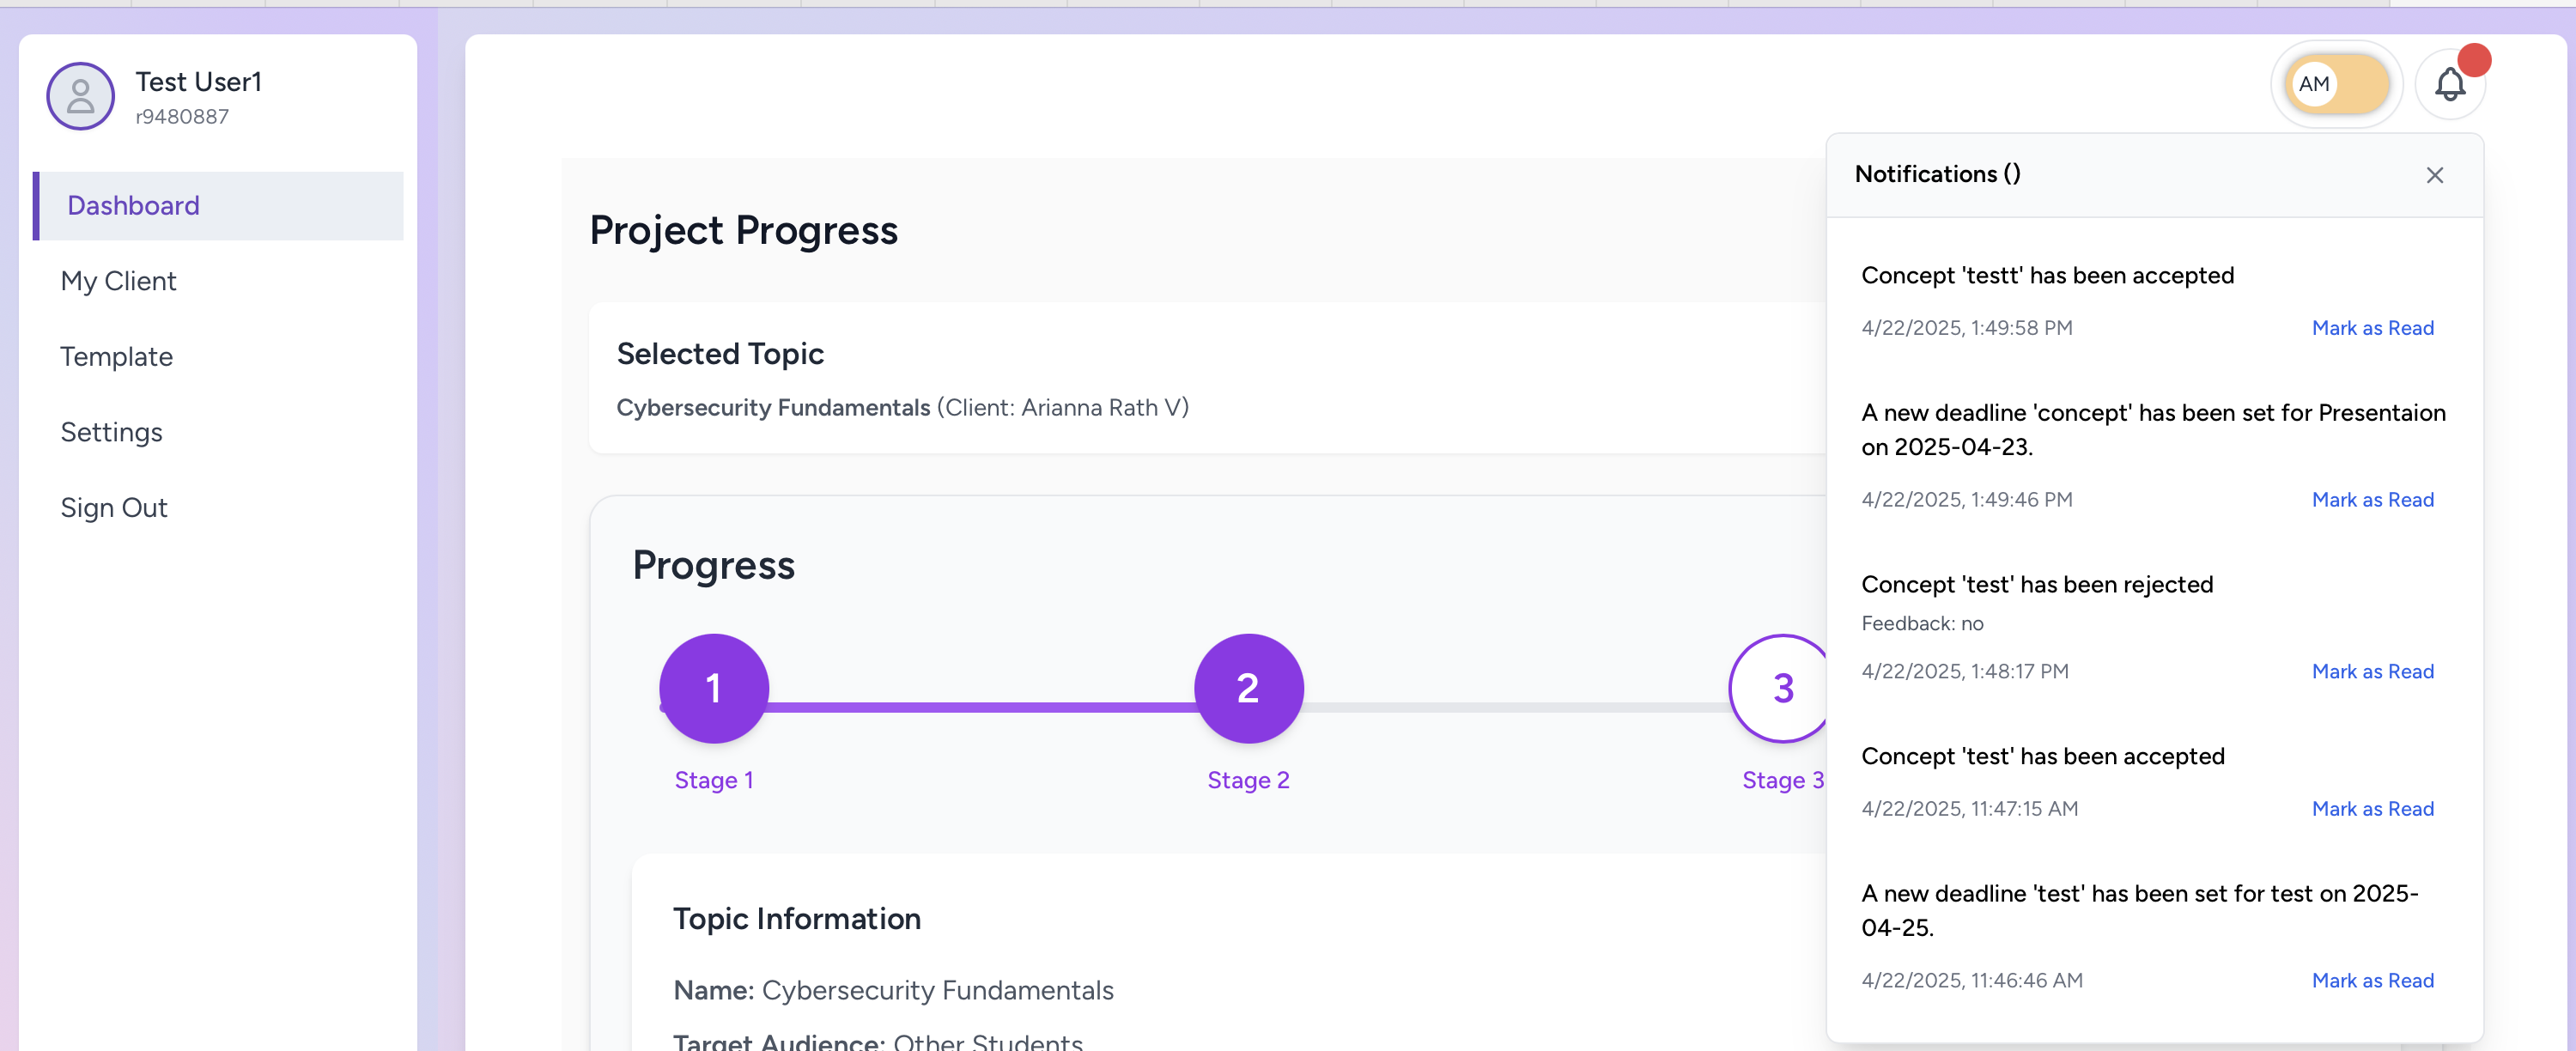 Test User1
r9480887
Dashboard
My Client
Template
Settings
Sign Out
AM
Project Progress
Selected Topic
Cybersecurity Fundamentals (Client: Arianna Rath V)
Progress
1
2
3
Stage 1
Stage 2
Stage 3
Topic Information
Name: Cybersecurity Fundamentals
Target Audience: Other Students
Notifications ()
Concept 'testt' has been accepted
4/22/2025, 1:49:58 PM
Mark as Read
A new deadline 'concept' has been set for Presentaion
on 2025-04-23.
4/22/2025, 1:49:46 PM
Mark as Read
Concept 'test' has been rejected
Feedback: no
4/22/2025, 1:48:17 PM
Mark as Read
Concept 'test' has been accepted
4/22/2025, 11:47:15 AM
Mark as Read
A new deadline 'test' has been set for test on 2025-
04-25.
4/22/2025, 11:46:46 AM
Mark as Read